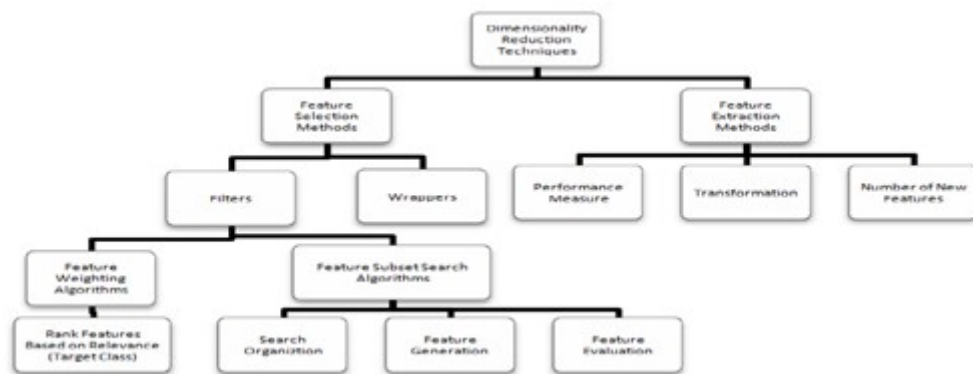 Dimensionality
Reduction
Techniques
Feature
Selection
Methods
Feature
Extraction
Methods
Filters
Wrappers
Performance
Measure
Transformation
Number of New
Features
Feature
Weighting
Algorithms
Feature Subset Search
Algorithms
Rank Features
Based on Relevance
(Target Class)
Search
Organiztion
Feature
Generation
Feature
Evaluation